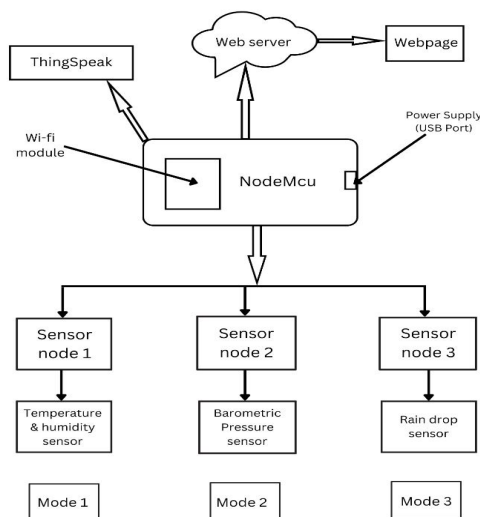 Web server
Webpage
ThingSpeak
Power Supply
(USB Port)
Wi-fi
module
NodeMcu
Sensor
node 1
Sensor
node 2
Sensor
node 3
Temperature
& humidity
sensor
Barometric
Pressure
sensor
Rain drop
sensor
Mode 1
Mode 2
Mode 3